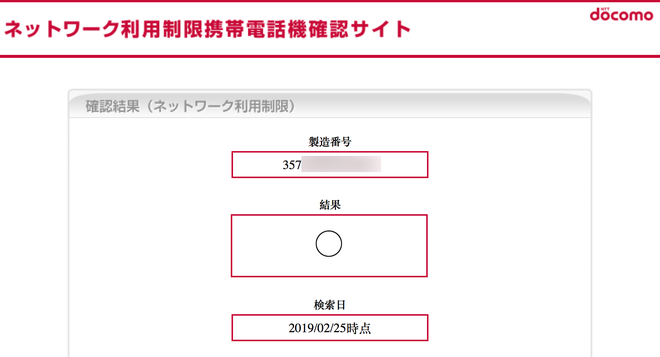 ネットワーク利用制限携帯電話機確認サイト
NTT
docomo
確認結果（ネットワーク利用制限）
製造番号
357
結果
○
検索日
2019/02/25時点